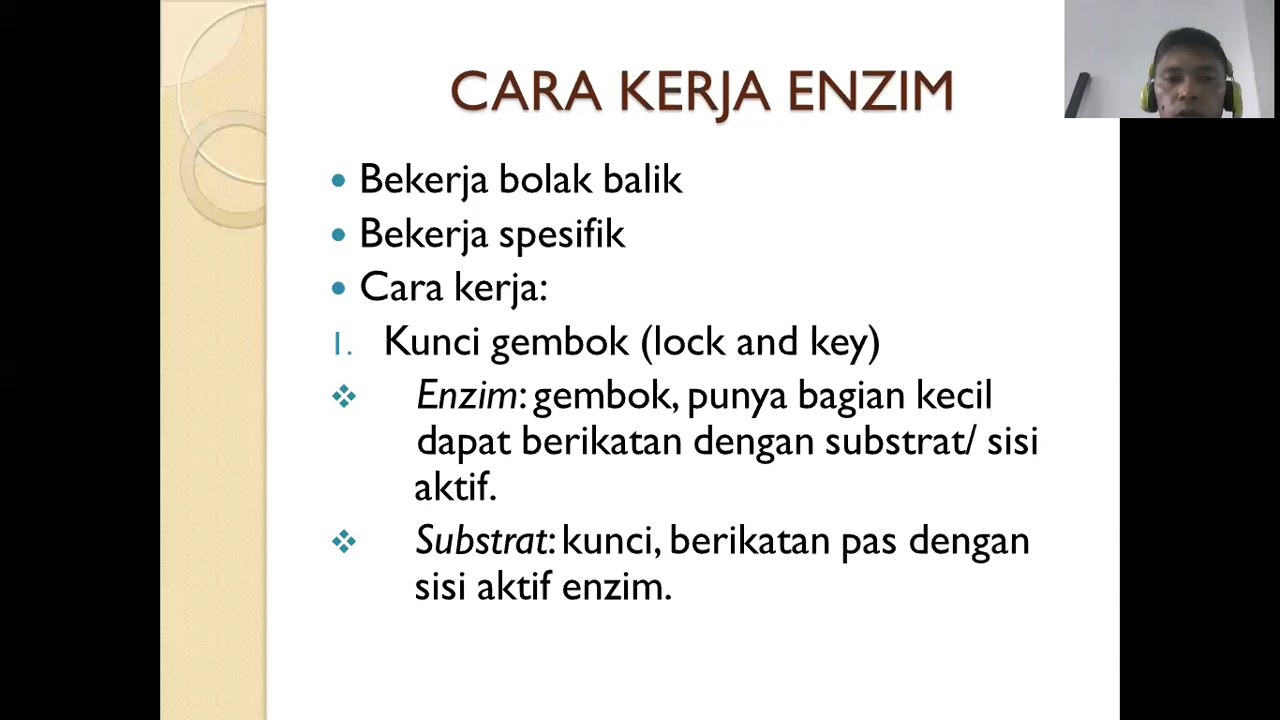 CARA KERJA ENZIM
• Bekerja bolak balik
• Bekerja spesifik
• Cara kerja:
1. Kunci gembok (lock and key)
❖ Enzim: gembok, punya bagian kecil
dapat berikatan dengan substrat/ sisi
aktif.
❖ Substrat: kunci, berikatan pas dengan
sisi aktif enzim.